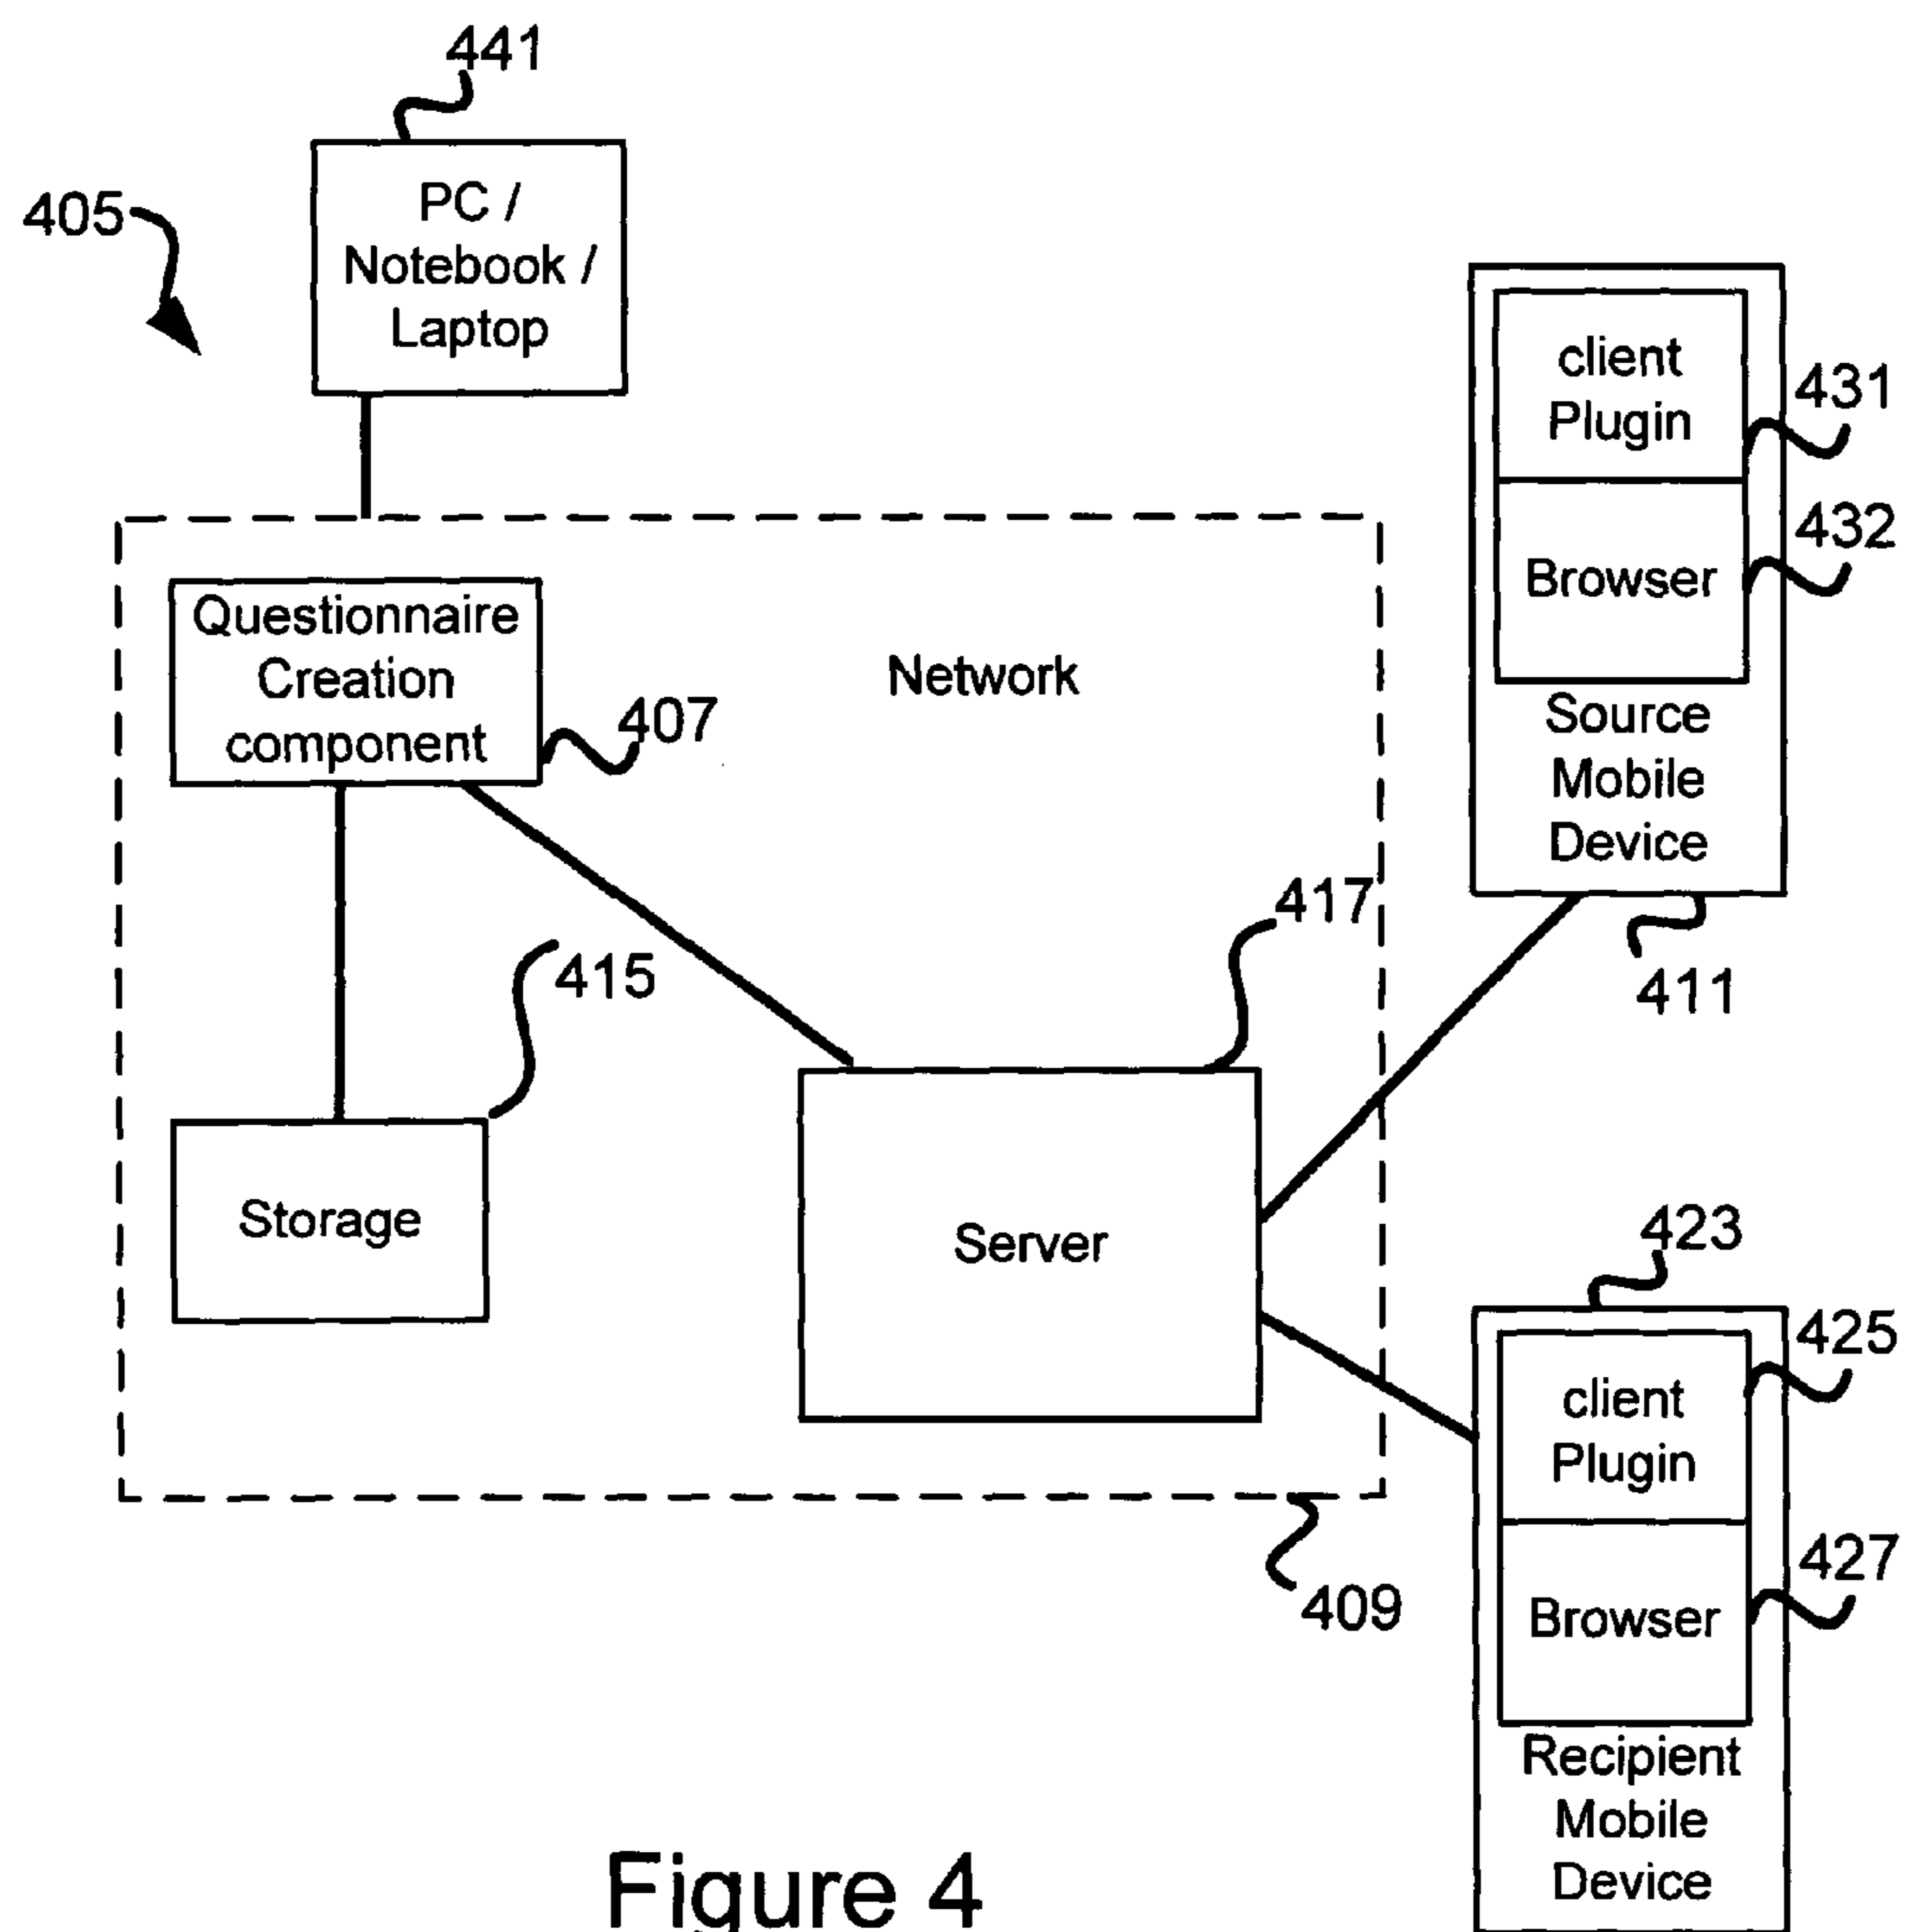 441
405
PC /
Notebook /
Laptop
client
Plugin
431
432
Browser
Source
Mobile
Device
411
Questionnaire
Creation
component
407
Network
417
415
Storage
Server
423
425
client
Plugin
427
Browser
Recipient
Mobile
Device
409
Figure 4